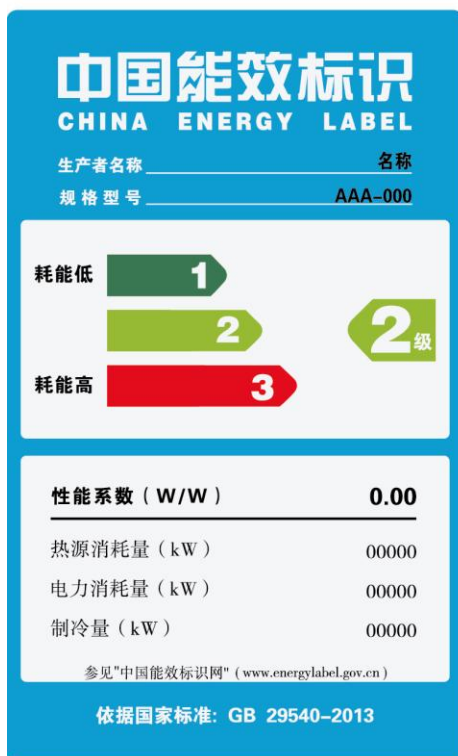 中国能效标识
CHINA ENERGY LABEL
生产者名称 名称
规格型号 AAA-000
耗能低 1
2 2级
耗能高 3
性能系数（W/W） 0.00
热源消耗量（kW） 00000
电力消耗量（kW） 00000
制冷量（kW） 00000
参见"中国能效标识网"（www.energylabel.gov.cn）
依据国家标准: GB 29540-2013